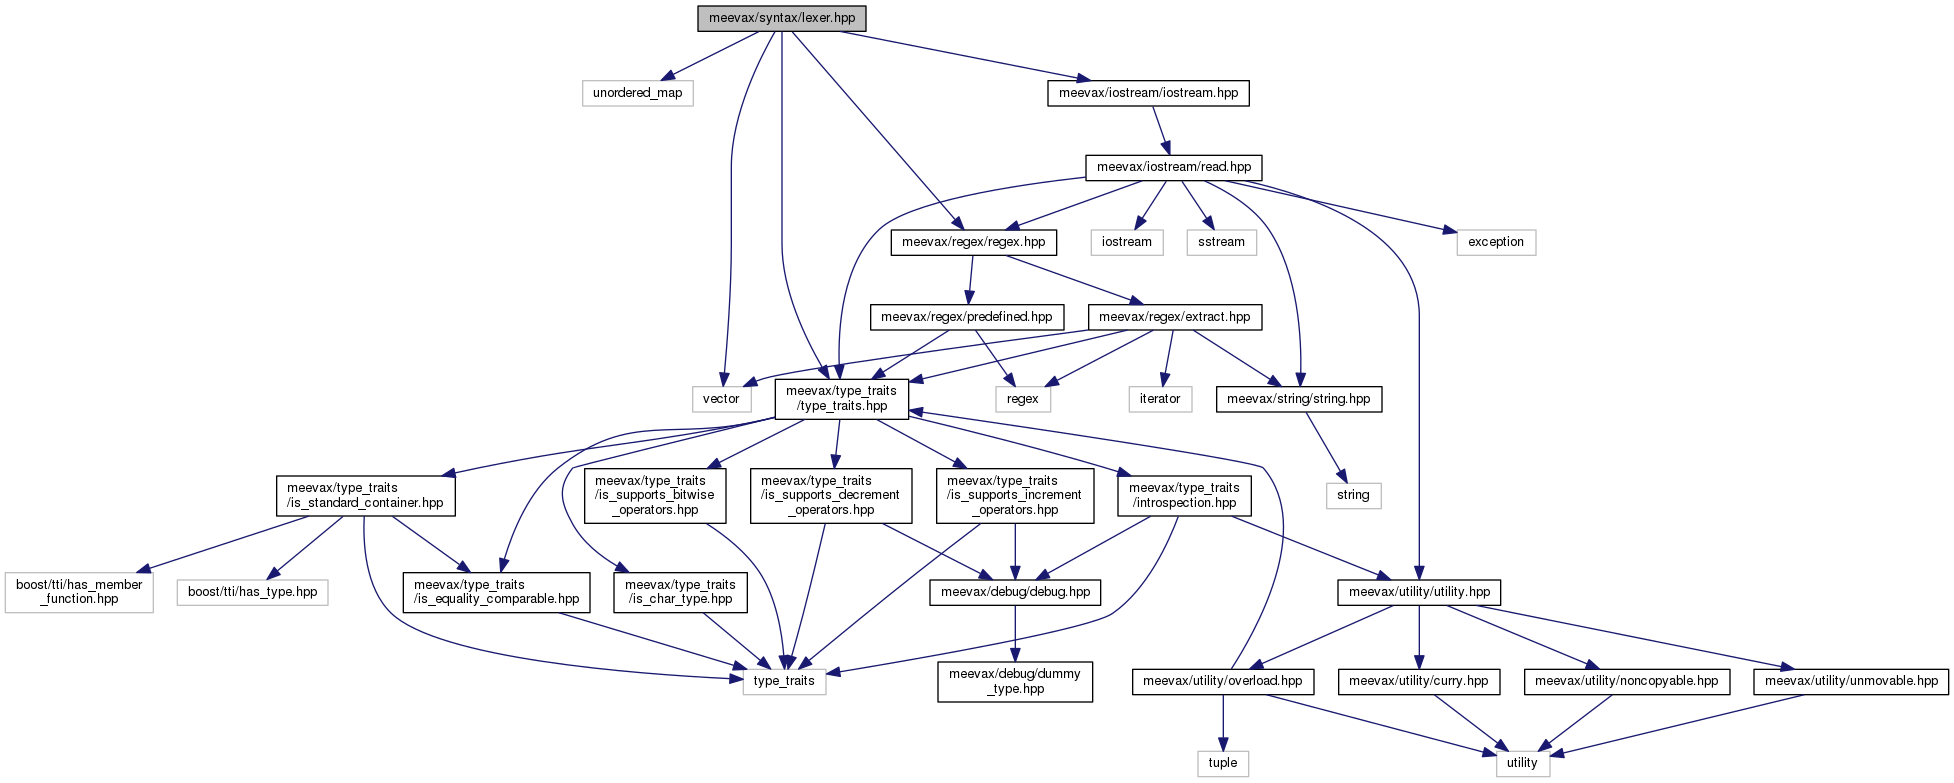 meevax/syntax/lexer.hpp
unordered_map
meevax/iostream/iostream.hpp
meevax/iostream/read.hpp
meevax/regex/regex.hpp
iostream
sstream
exception
meevax/regex/predefined.hpp
meevax/regex/extract.hpp
vector
meevax/type_traits
/type_traits.hpp
regex
iterator
meevax/string/string.hpp
meevax/type_traits
/is_standard_container.hpp
meevax/type_traits
/is_supports_bitwise
_operators.hpp
meevax/type_traits
/is_supports_decrement
_operators.hpp
meevax/type_traits
/is_supports_increment
_operators.hpp
meevax/type_traits
/introspection.hpp
string
boost/tti/has_member
_function.hpp
boost/tti/has_type.hpp
meevax/type_traits
/is_equality_comparable.hpp
meevax/type_traits
/is_char_type.hpp
meevax/debug/debug.hpp
meevax/utility/utility.hpp
type_traits
meevax/debug/dummy
_type.hpp
meevax/utility/overload.hpp
meevax/utility/curry.hpp
meevax/utility/noncopyable.hpp
meevax/utility/unmovable.hpp
tuple
utility